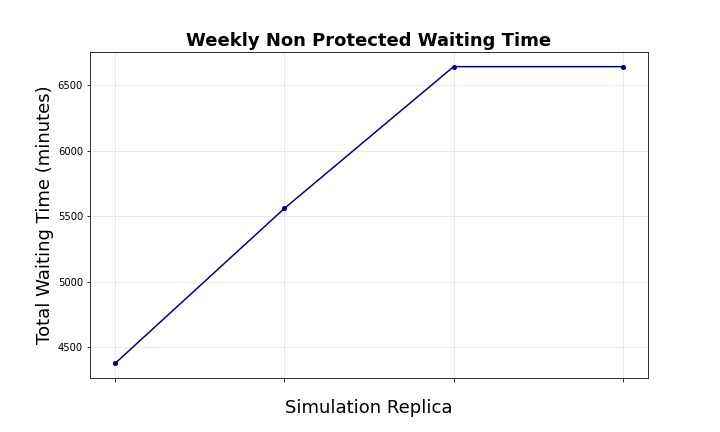 Weekly Non Protected Waiting Time
Total Waiting Time (minutes)
6500
6000
5500
5000
4500
Simulation Replica